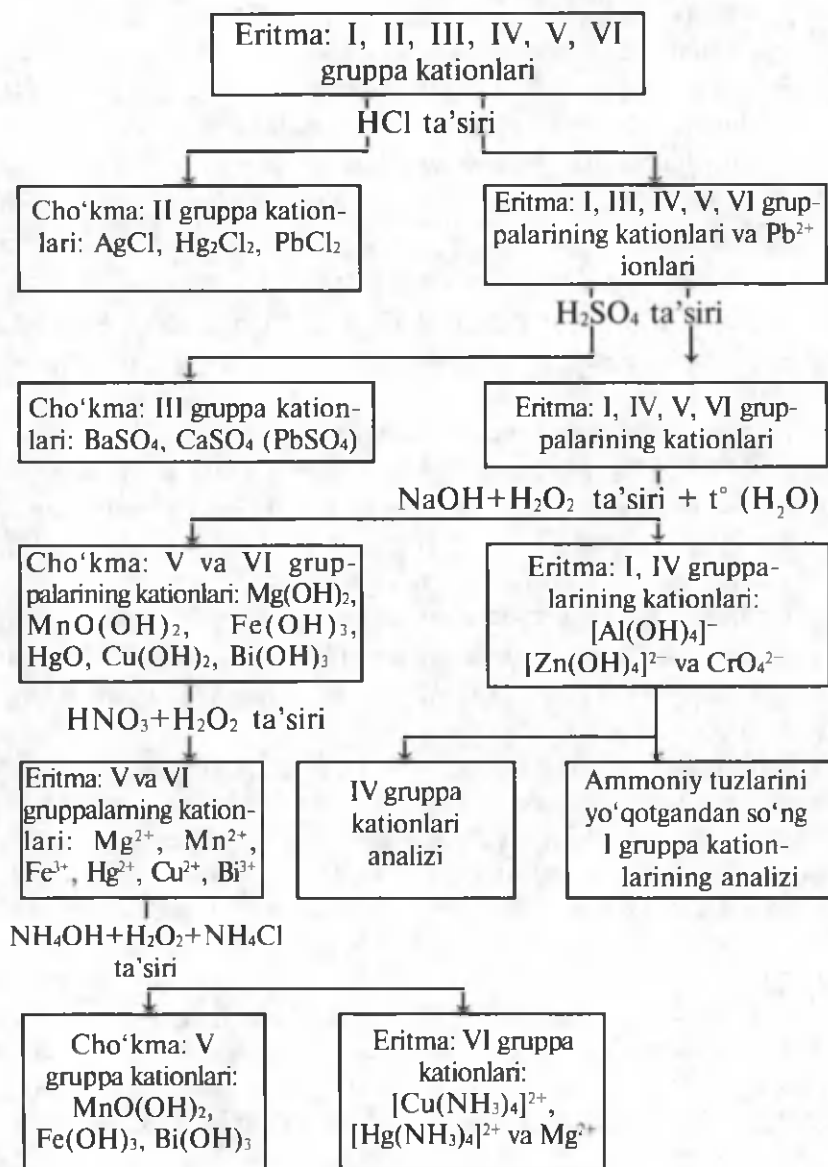 Eritma: I, II, III, IV, V, VI
gruppa kationlari
HCl ta'siri
Cho‘kma: II gruppa kation-
lari: AgCl, Hg₂Cl₂, PbCl₂
Eritma: I, III, IV, V, VI grup-
palarining kationlari va Pb²⁺
ionlari
H₂SO₄ ta'siri
Cho‘kma: III gruppa kation-
lari: BaSO₄, CaSO₄ (PbSO₄)
Eritma: I, IV, V, VI grup-
palarining kationlari
NaOH+H₂O₂ ta'siri + t° (H₂O)
Cho‘kma: V va VI grup-
palarining kationlari: Mg(OH)₂,
MnO(OH)₂, Fe(OH)₃,
HgO, Cu(OH)₂, Bi(OH)₃
Eritma: I, IV gruppa-
larining kationlari:
[Al(OH)₄]⁻
[Zn(OH)₄]²⁻ va CrO₄²⁻
HNO₃+H₂O₂ ta'siri
Eritma: V va VI
gruppalarning kation-
lari: Mg²⁺, Mn²⁺,
Fe³⁺, Hg²⁺, Cu²⁺, Bi³⁺
IV gruppa
kationlari
analizi
Ammoniy tuzlarini
yo‘qotgandan so‘ng
I gruppa kation-
larining analizi
NH₄OH+H₂O₂+NH₄Cl
ta'siri
Cho‘kma: V
gruppa kationlari:
MnO(OH)₂,
Fe(OH)₃, Bi(OH)₃
Eritma: VI gruppa
kationlari:
[Cu(NH₃)₄]²⁺,
[Hg(NH₃)₄]²⁺ va Mg²⁺